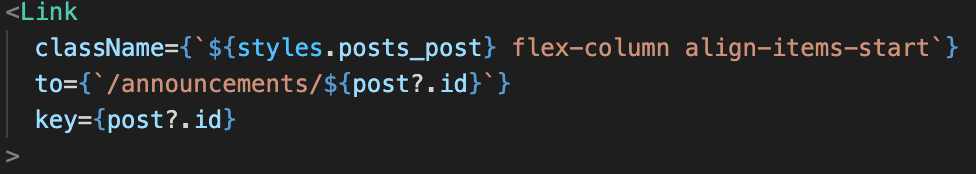 <Link
className={`${styles.posts_post} flex-column align-items-start`}
to={`/announcements/${post?.id}`}
key={post?.id}
>